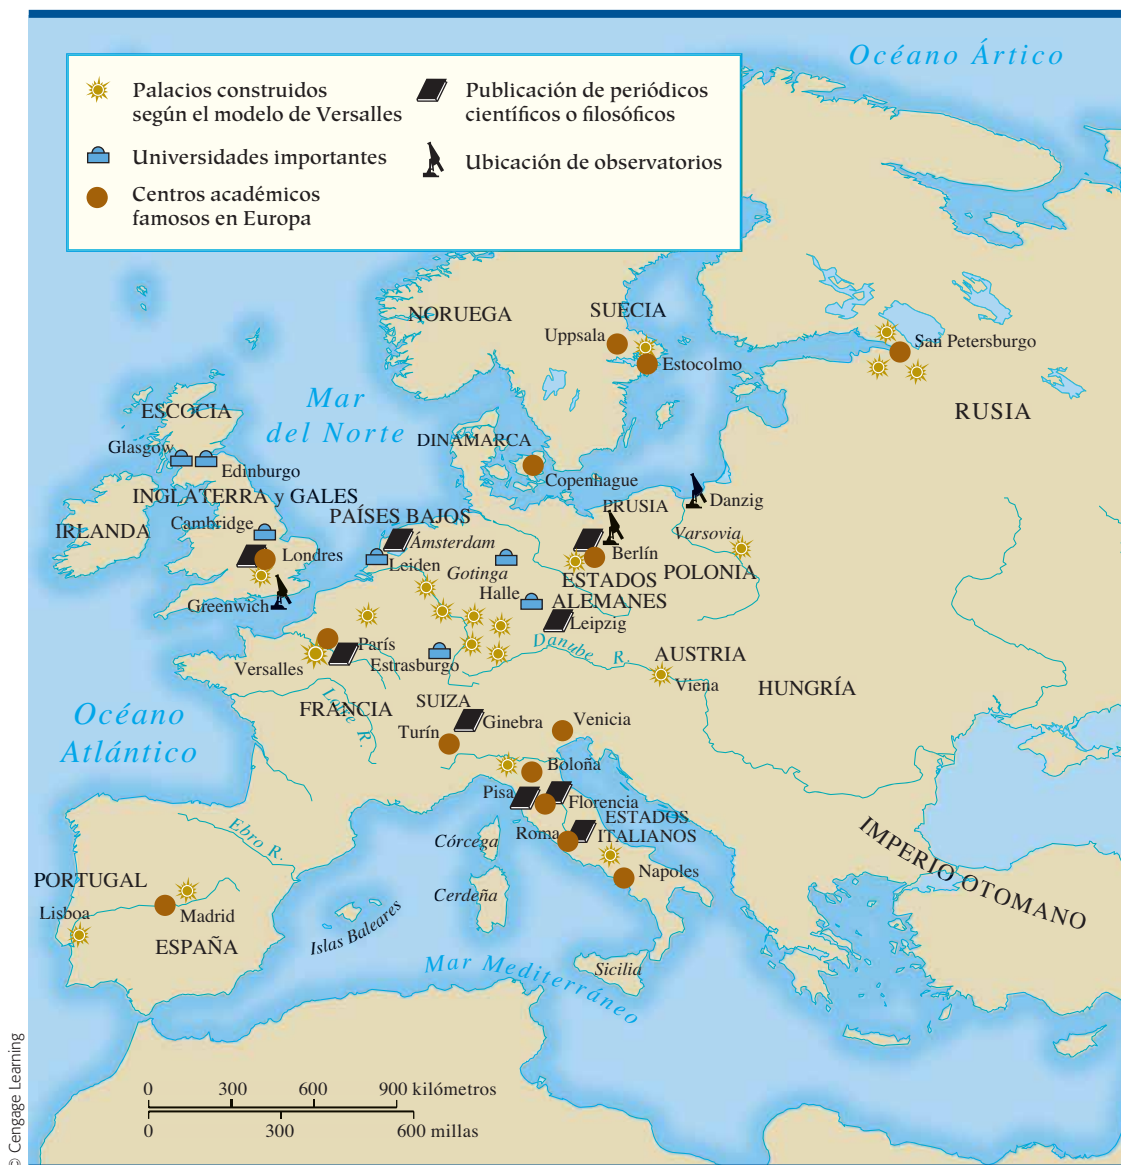 Océano Ártico
Palacios construidos
según el modelo de Versalles
Universidades importantes
Centros académicos
famosos en Europa
Publicación de periódicos
científicos o filosóficos
Ubicación de observatorios
NORUEGA
SUECIA
Uppsala
Estocolmo
San Petersburgo
RUSIA
Mar
del Norte
ESCOCIA
Glasgow
Edinburgo
DINAMARCA
Copenhague
INGLATERRA y GALES
IRLANDA
Cambridge
Londres
Greenwich
PAÍSES BAJOS
Ámsterdam
Leiden
Gotinga
Halle
PRUSIA
Danzig
Berlín
Varsovia
POLONIA
ESTADOS
ALEMANES
Leipzig
París
Versalles
Estrasburgo
Danube R.
AUSTRIA
Viena
HUNGRÍA
FRANCIA
Loire R.
SUIZA
Ginebra
Turín
Venicia
Océano
Atlántico
Boloña
Pisa
Florencia
ESTADOS
ITALIANOS
Roma
Napoles
Córcega
Cerdeña
Ebro R.
PORTUGAL
Lisboa
Madrid
ESPAÑA
Islas Baleares
Sicilia
Mar Mediterráneo
IMPERIO OTOMANO
0 300 600 900 kilómetros
0 300 600 millas
© Cengage Learning